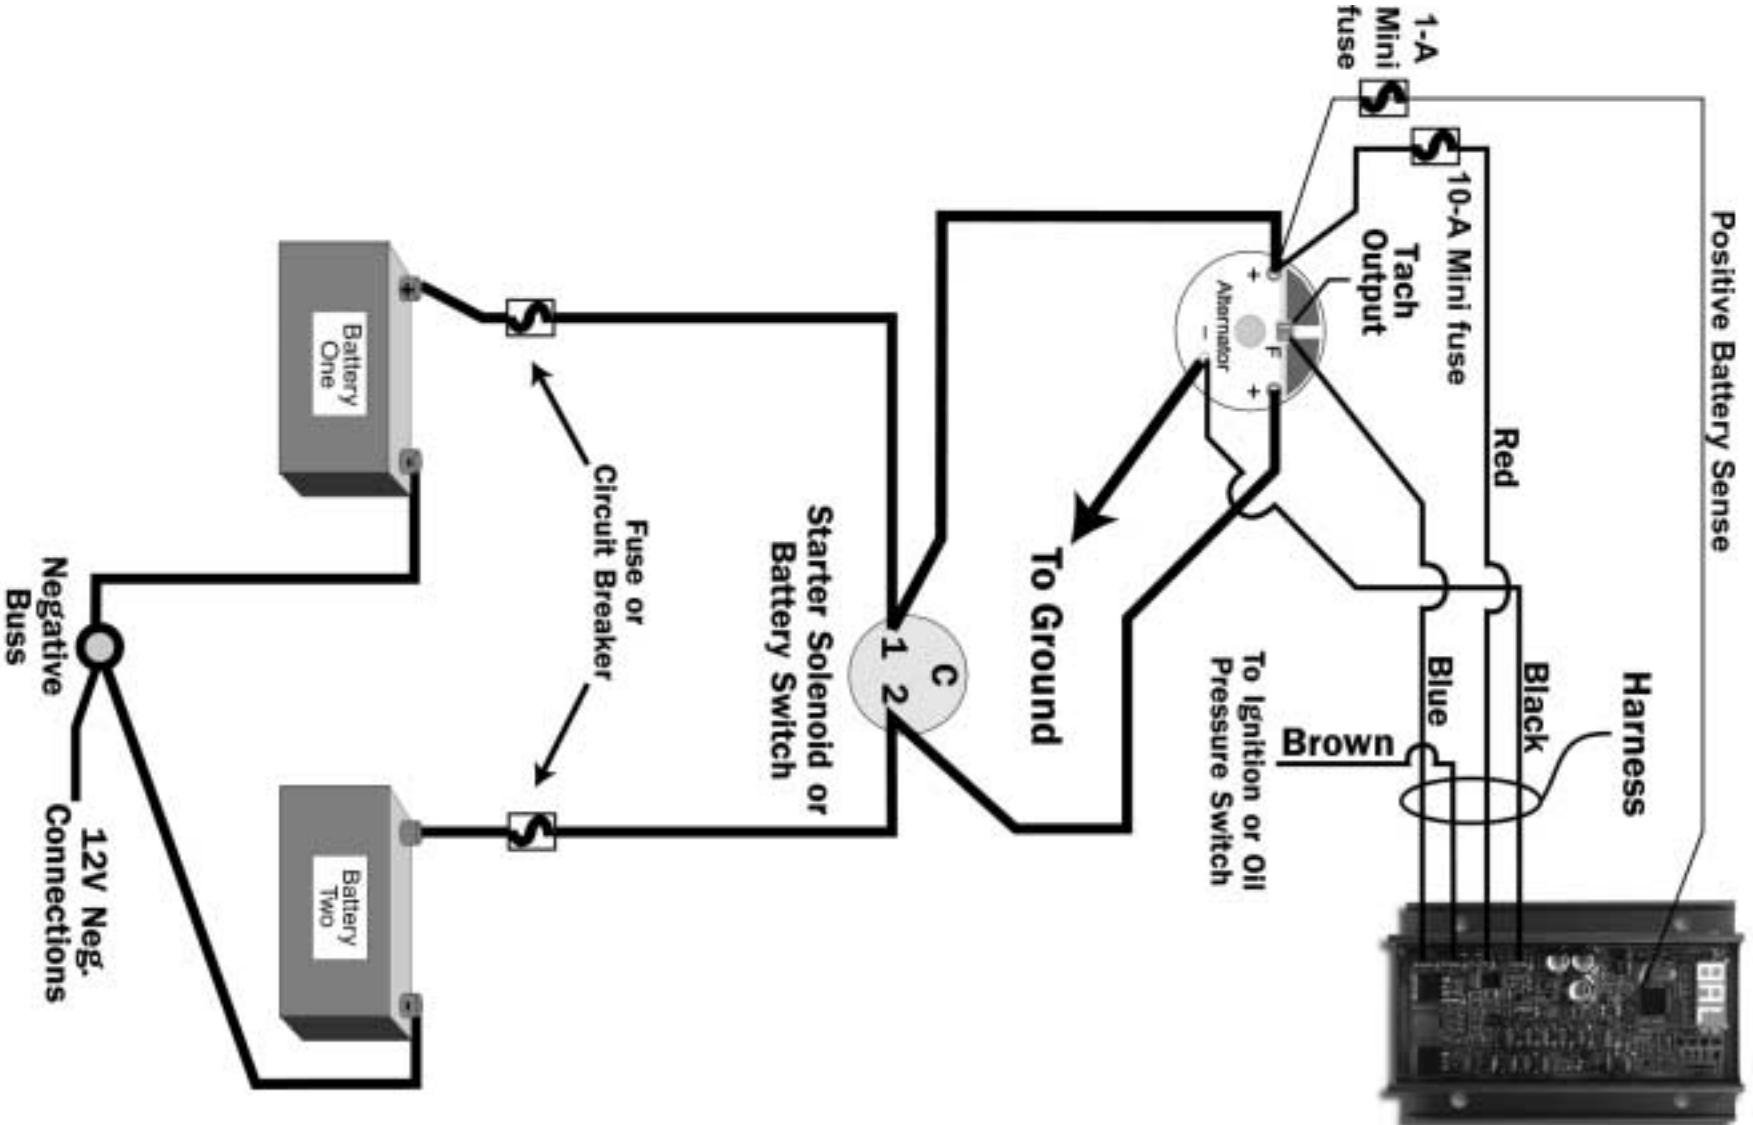 Positive Battery Sense
Harness
Black
Red
Blue
10-A Mini fuse
1-A
Mini
fuse
Tach
Output
Brown
To Ignition or Oil
Pressure Switch
+
F
+
Alternator
-
To Ground
C
1 2
Starter Solenoid or
Battery Switch
Fuse or
Circuit Breaker
+
-
Battery
One
-
Battery
Two
12V Neg.
Connections
Negative
Buss